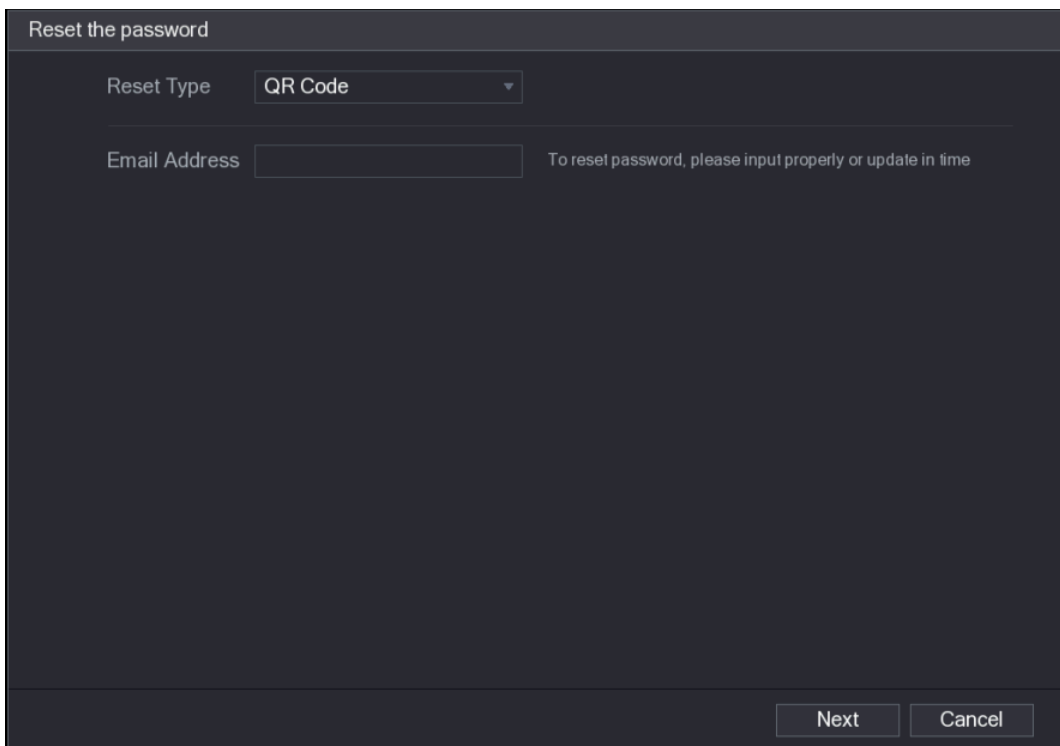 Reset the password
Reset Type QR Code
Email Address To reset password, please input properly or update in time
Next Cancel